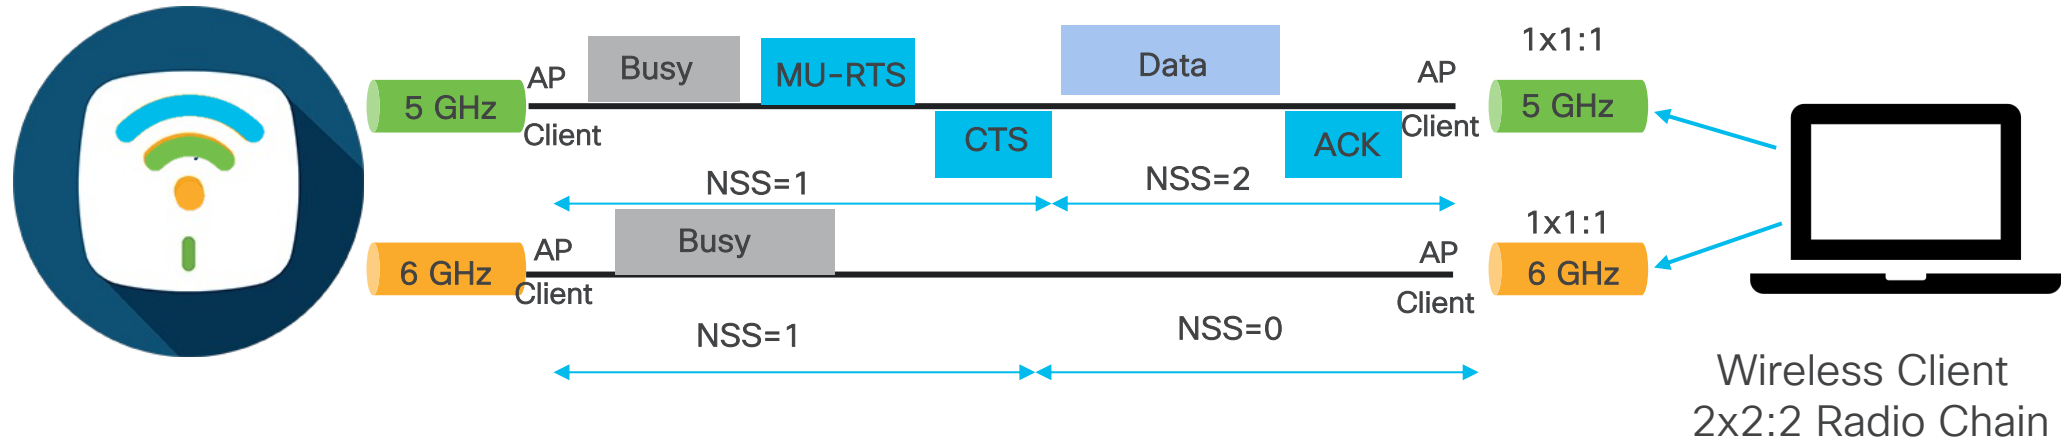 1x1:1
AP
Busy
MU-RTS
Data
AP
5 GHz
5 GHz
Client
CTS
ACK
Client
NSS=1
NSS=2
1x1:1
AP
Busy
AP
6 GHz
6 GHz
Client
Client
NSS=1
NSS=0
Wireless Client
2x2:2 Radio Chain